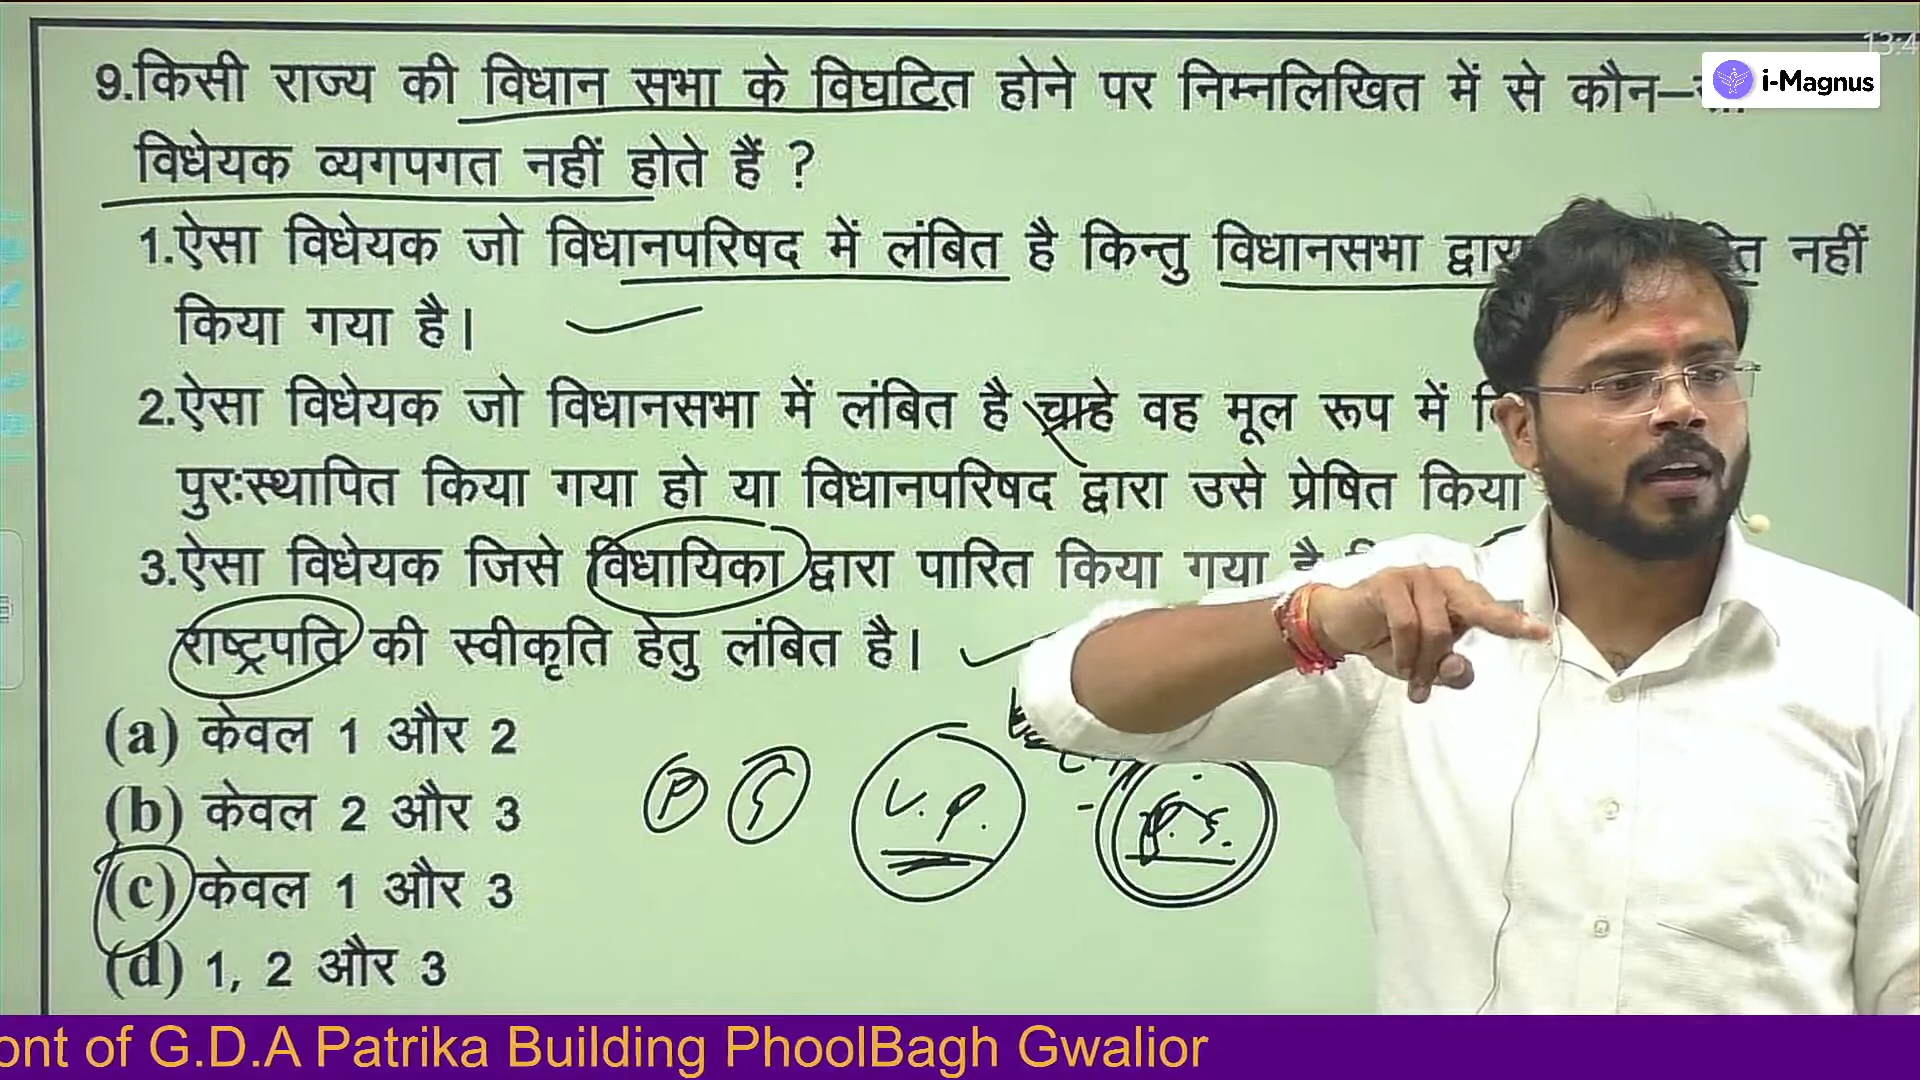 13:4
i-Magnus
9.किसी राज्य की विधान सभा के विघटित होने पर निम्नलिखित में से कौन–
विधेयक व्यगपगत नहीं होते हैं ?
1.ऐसा विधेयक जो विधानपरिषद में लंबित है किन्तु विधानसभा द्वारा नहीं
किया गया है।
2.ऐसा विधेयक जो विधानसभा में लंबित है चाहे वह मूल रूप में
पुरःस्थापित किया गया हो या विधानपरिषद द्वारा उसे प्रेषित किया
3.ऐसा विधेयक जिसे विधायिका द्वारा पारित किया गया है
राष्ट्रपति की स्वीकृति हेतु लंबित है।
(a) केवल 1 और 2
(b) केवल 2 और 3
(c) केवल 1 और 3
(d) 1, 2 और 3
P
V.P.
ont of G.D.A Patrika Building PhoolBagh Gwalior